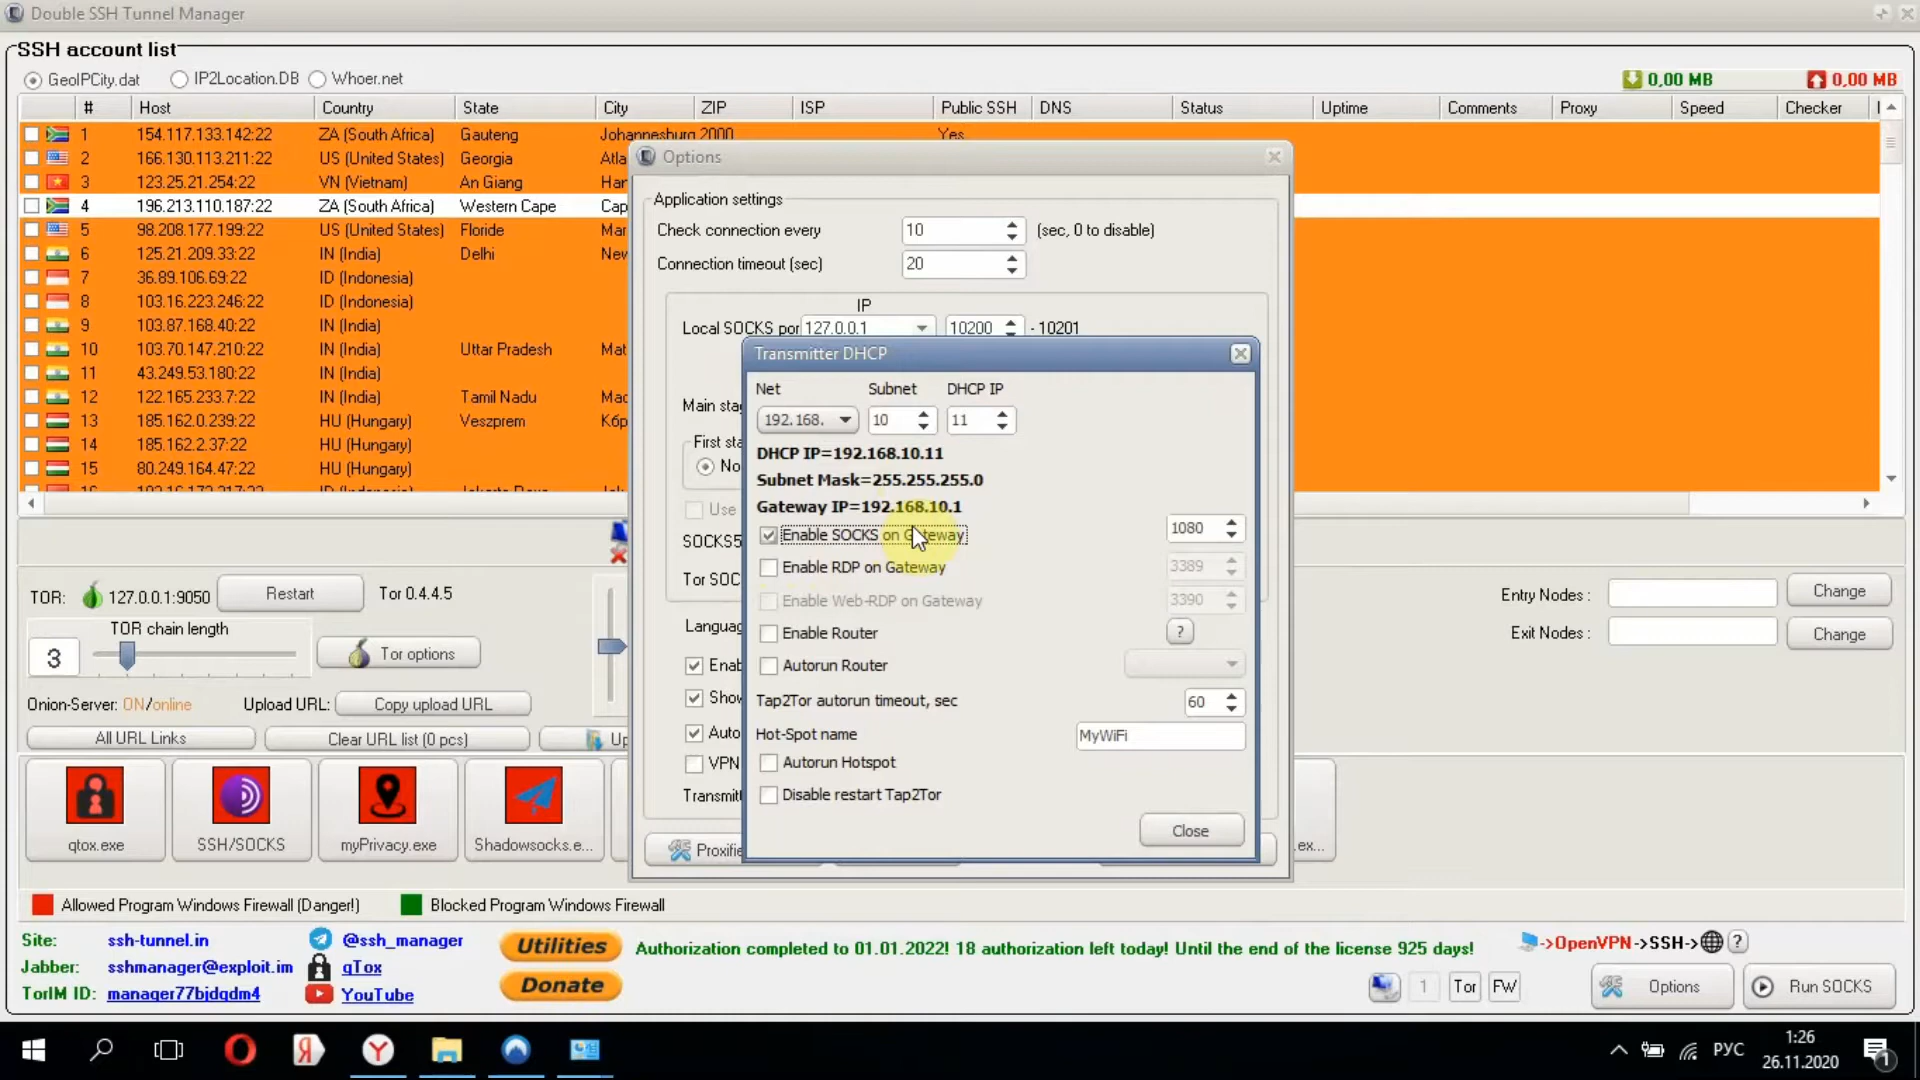 Double SSH Tunnel Manager
SSH account list
GeoIPCity.dat IP2Location.DB Whoer.net 0,00 MB 0,00 MB
# Host Country State City ZIP ISP Public SSH DNS Status Uptime Comments Proxy Speed Checker
1 154.117.133.142:22 ZA (South Africa) Gauteng Johannesburg 2000 Yes
2 166.130.113.211:22 US (United States) Georgia Atla
3 123.25.21.254:22 VN (Vietnam) An Giang Har
4 196.213.110.187:22 ZA (South Africa) Western Cape Cap
5 98.208.177.199:22 US (United States) Floride Mar
6 125.21.209.33:22 IN (India) Delhi New
7 36.89.106.69:22 ID (Indonesia)
8 103.16.223.246:22 ID (Indonesia)
9 103.87.168.40:22 IN (India)
10 103.70.147.210:22 IN (India) Uttar Pradesh Mat
11 43.249.53.180:22 IN (India)
12 122.165.233.7:22 IN (India) Tamil Nadu Mac
13 185.162.0.239:22 HU (Hungary) Veszprem Кбр
14 185.162.2.37:22 HU (Hungary)
15 80.249.164.47:22 HU (Hungary)
Options
Application settings
Check connection every 10 (sec, 0 to disable)
Connection timeout (sec) 20
IP
Local SOCKS por 127.0.0.1 10200 - 10201
Main stag
First sta
No
Use
SOCKS5
Tor SOC
Languag
Enab
Show
Auto
VPN
Transmitt
Proxifie
Transmitter DHCP
Net Subnet DHCP IP
192.168. 10 11
DHCP IP=192.168.10.11
Subnet Mask=255.255.255.0
Gateway IP=192.168.10.1
Enable SOCKS on Gateway 1080
Enable RDP on Gateway 3389
Enable Web-RDP on Gateway 3390
Enable Router ?
Autorun Router
Tap2Tor autorun timeout, sec 60
Hot-Spot name MyWiFi
Autorun Hotspot
Disable restart Tap2Tor
Close
TOR: 127.0.0.1:9050 Restart Tor 0.4.4.5
TOR chain length
3 Tor options
Onion-Server: ON/online Upload URL: Copy upload URL
All URL Links Clear URL list (0 pcs) Up
Entry Nodes : Change
Exit Nodes : Change
qtox.exe SSH/SOCKS myPrivacy.exe Shadowsocks.e... .ex...
Allowed Program Windows Firewall (Danger!) Blocked Program Windows Firewall
Site: ssh-tunnel.in @ssh_manager
Jabber: sshmanager@exploit.im qTox
TorIM ID: manager77bjdqdm4 YouTube
Utilities
Donate
Authorization completed to 01.01.2022! 18 authorization left today! Until the end of the license 925 days!
->OpenVPN->SSH-> ?
1 Tor FW Options Run SOCKS
РУС 1:26
26.11.2020
1